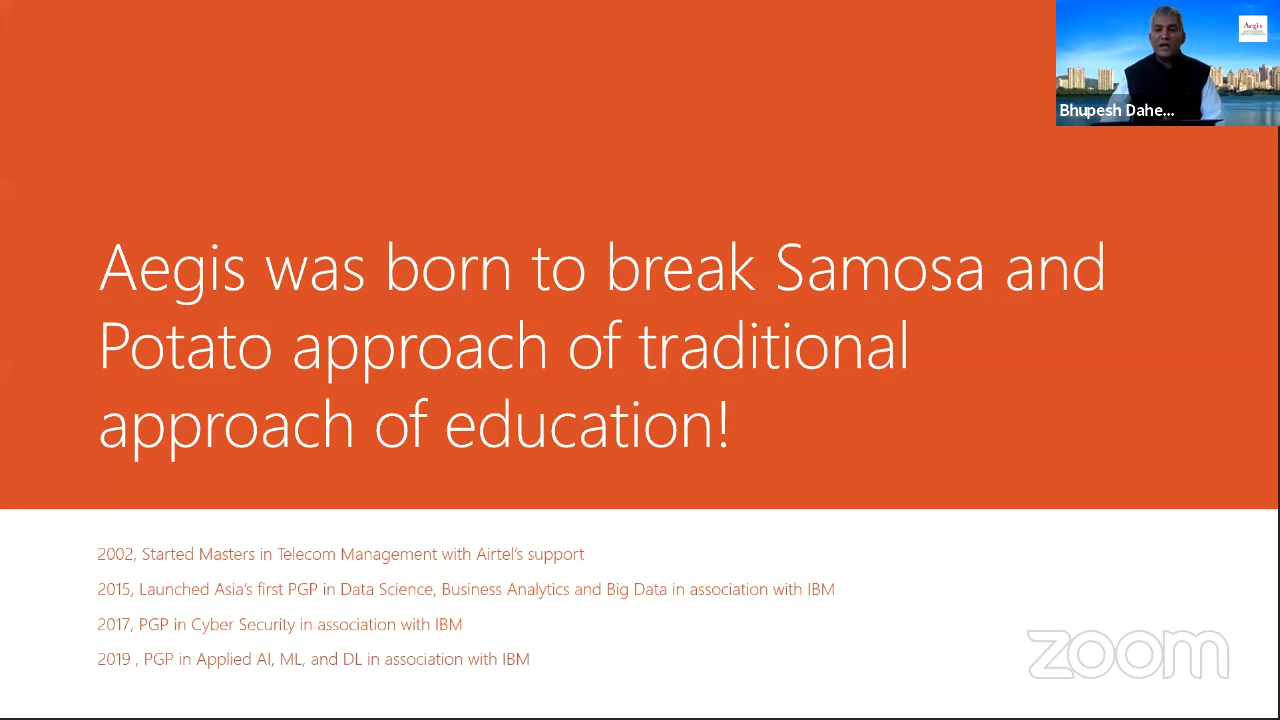 Aegis
Bhupesh Dahe...
Aegis was born to break Samosa and
Potato approach of traditional
approach of education!
2002, Started Masters in Telecom Management with Airtel's support
2015, Launched Asia's first PGP in Data Science, Business Analytics and Big Data in association with IBM
2017, PGP in Cyber Security in association with IBM
2019 , PGP in Applied AI, ML, and DL in association with IBM
zoom